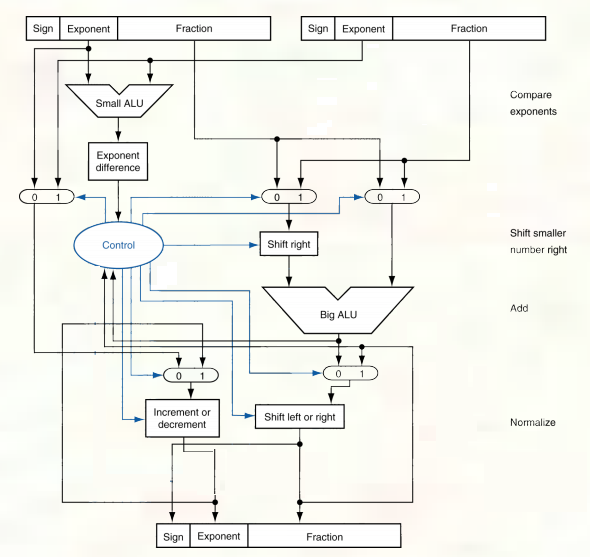 Sign Exponent Fraction
Sign Exponent Fraction
Small ALU
Compare
exponents
Exponent
difference
0 1
0 1
0 1
Control
Shift right
Shift smaller
number right
Big ALU
Add
0 1
0 1
Increment or
decrement
Shift left or right
Normalize
Sign Exponent Fraction